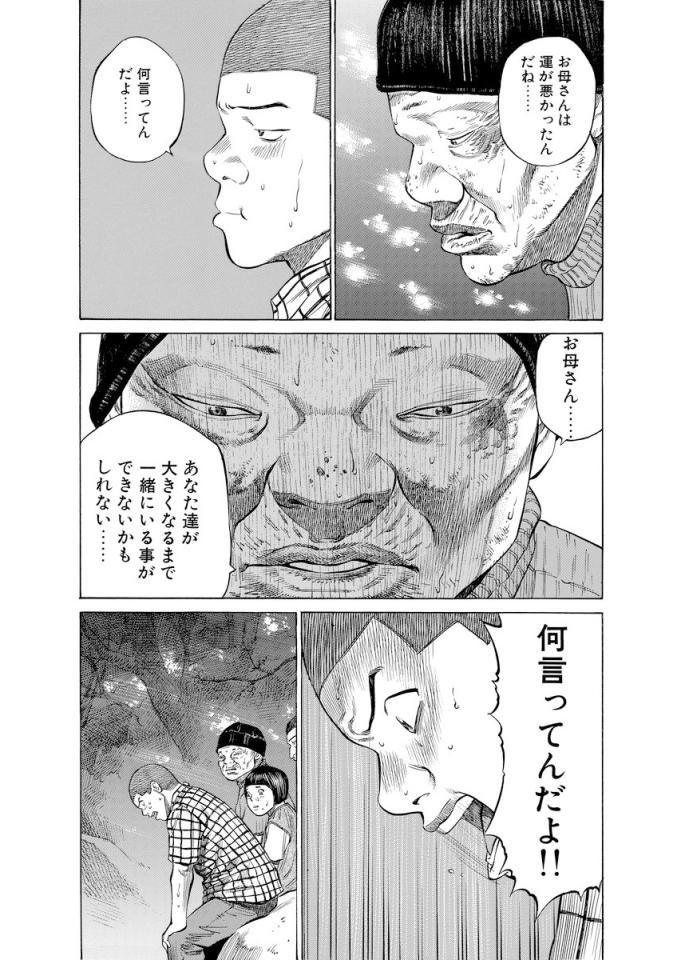 お母さんは
運が悪かったん
だね……
何言ってん
だよ……
お母さん……
あなた達が
大きくなるまで
一緒にいる事が
できないかも
しれない……
何言ってんだよ!!